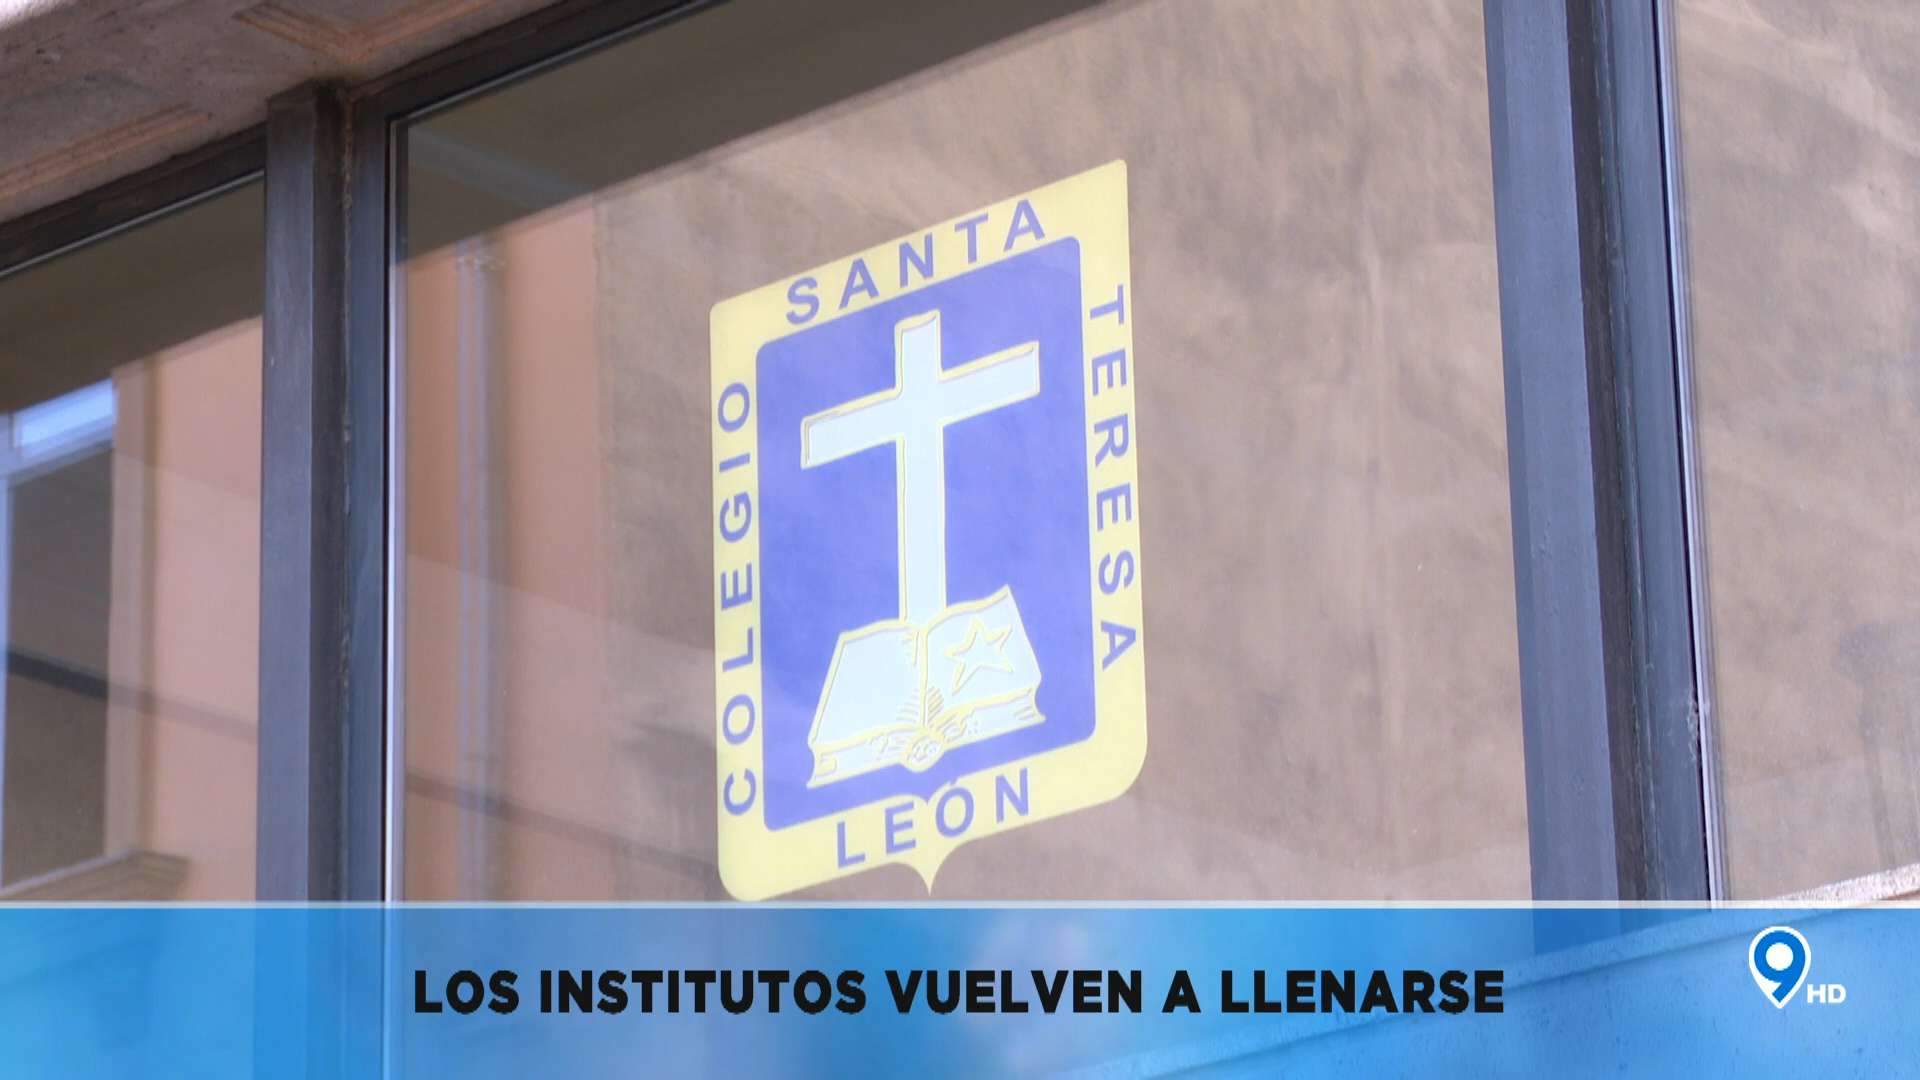 COLEGIO
SANTA
TERESA
LEÓN
LOS INSTITUTOS VUELVEN A LLENARSE
9 HD